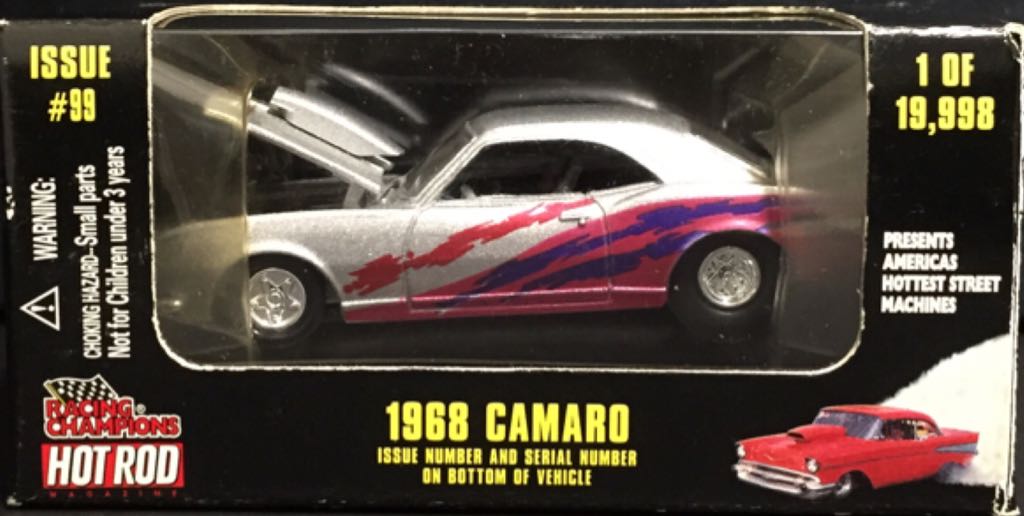 ISSUE
#99
1 OF
19,998
WARNING:
CHOKING HAZARD-Small parts
Not for Children under 3 years
PRESENTS
AMERICAS
HOTTEST STREET
MACHINES
RACING®
CHAMPIONS
HOT ROD
MAGAZINE
1968 CAMARO
ISSUE NUMBER AND SERIAL NUMBER
ON BOTTOM OF VEHICLE